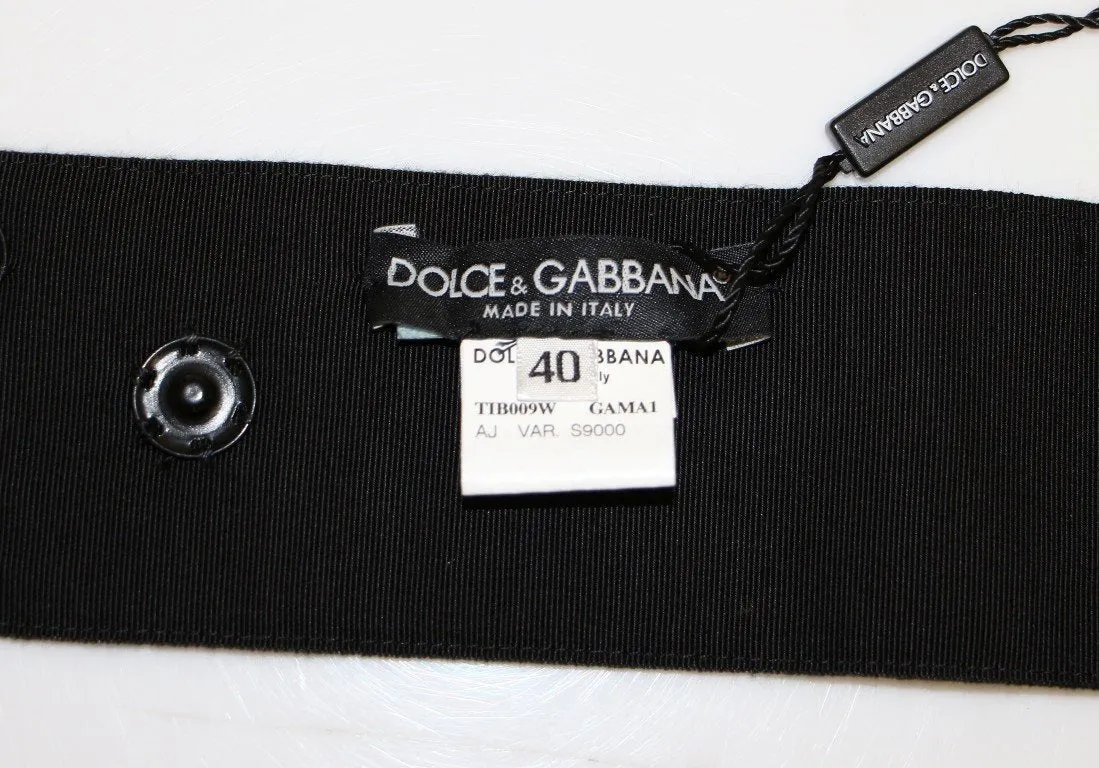 DOLCE & GABBANA
DOLCE & GABBANA
MADE IN ITALY
40
TIB009W GAMA1
AJ VAR. S9000